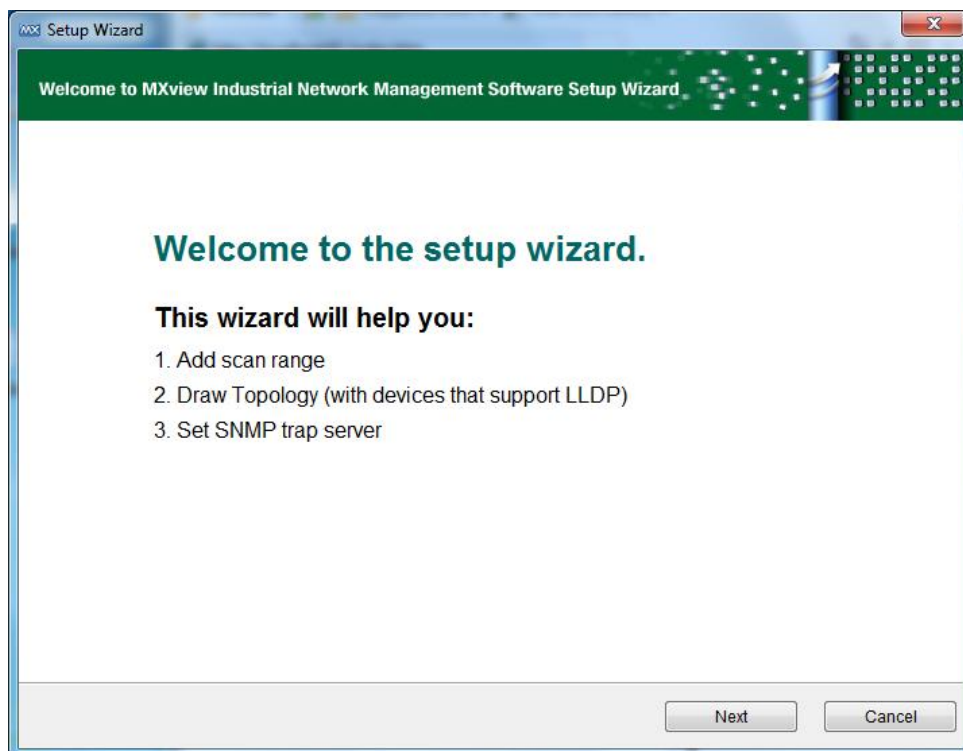 MX Setup Wizard
Welcome to MXview Industrial Network Management Software Setup Wizard
Welcome to the setup wizard.
This wizard will help you:
1. Add scan range
2. Draw Topology (with devices that support LLDP)
3. Set SNMP trap server
Next Cancel